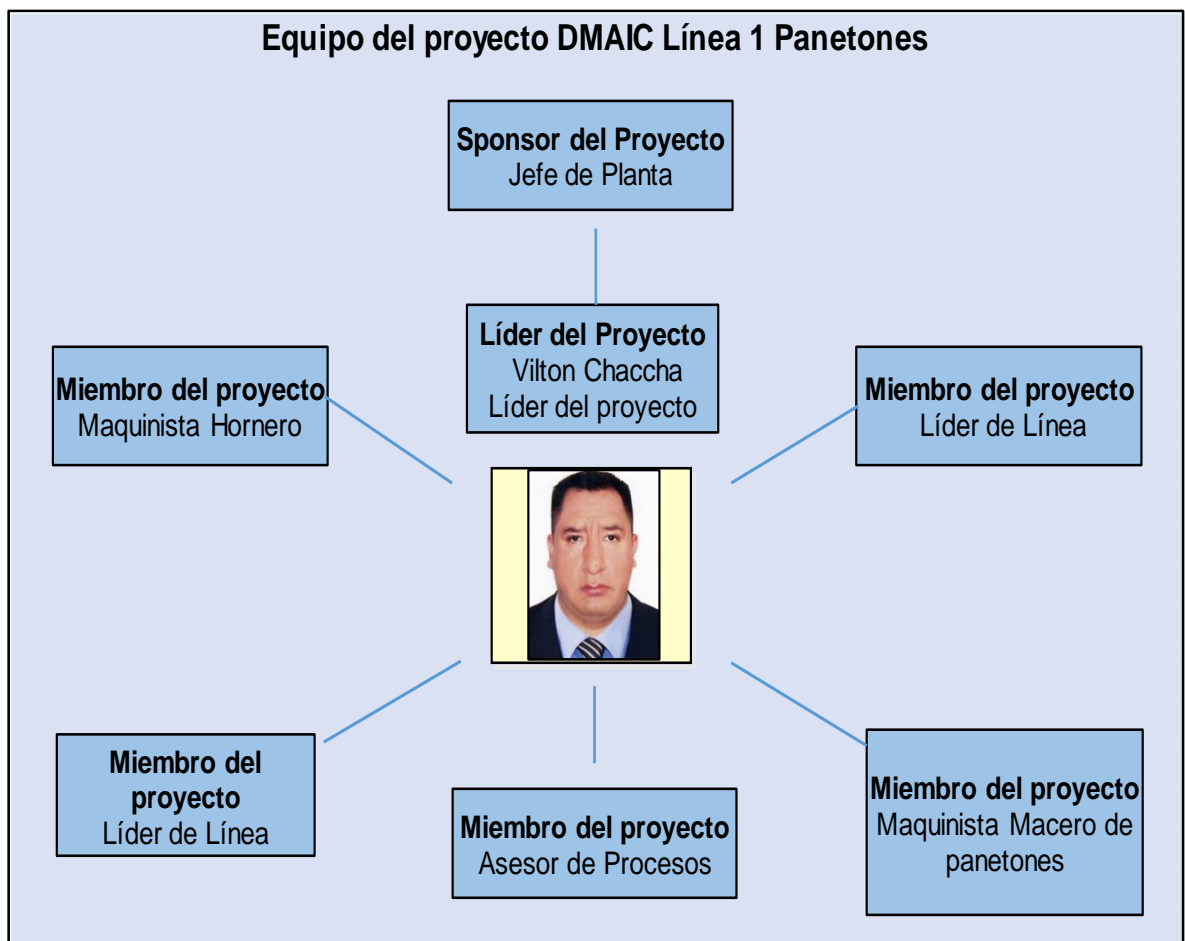 Equipo del proyecto DMAIC Línea 1 Panetones
Sponsor del Proyecto
Jefe de Planta
Líder del Proyecto
Vilton Chaccha
Líder del proyecto
Miembro del proyecto
Maquinista Hornero
Miembro del proyecto
Líder de Línea
Miembro del
proyecto
Líder de Línea
Miembro del proyecto
Asesor de Procesos
Miembro del proyecto
Maquinista Macero de
panetones